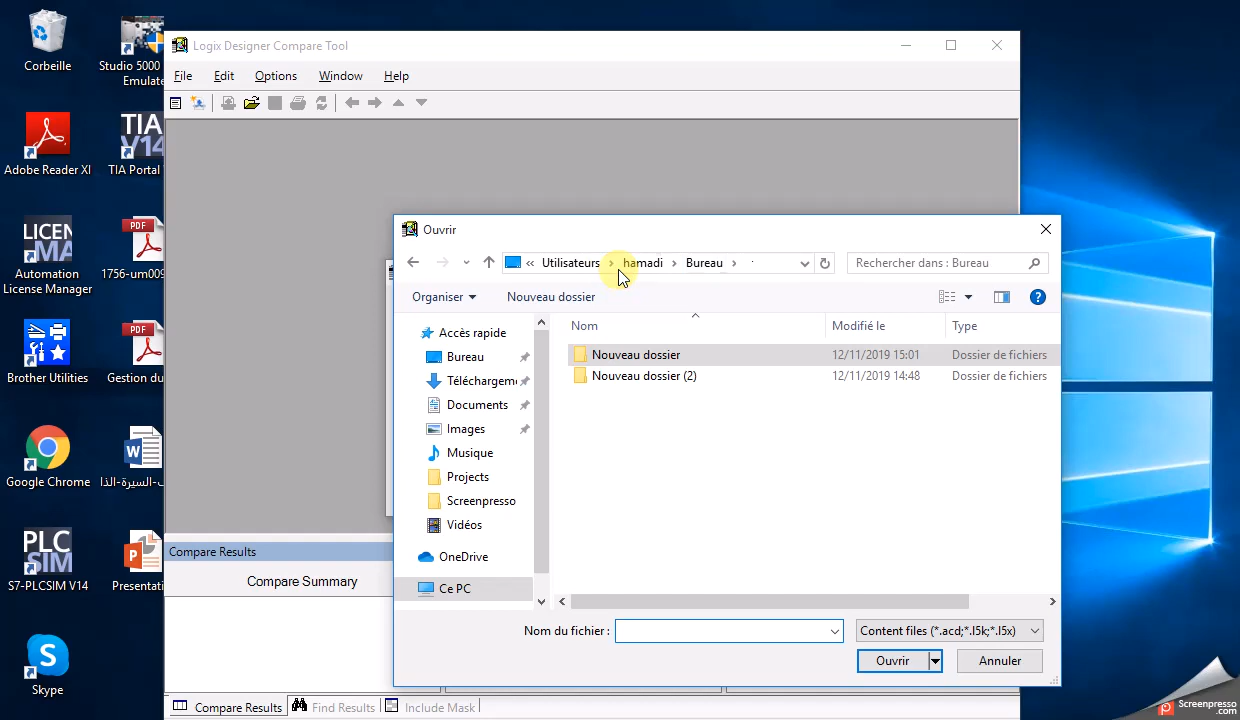 Corbeille
Studio 5000
Emulate
Adobe Reader XI
TIA
V14
TIA Portal
LICEN
MA
Automation
License Manager
PDF
1756-um009
Brother Utilities
PDF
Gestion du
Google Chrome
السيرة-الذا
PLC
SIM
S7-PLCSIM V14
Presentati
Skype
Logix Designer Compare Tool
File Edit Options Window Help
Compare Results
Compare Summary
Compare Results Find Results Include Mask
Ouvrir
« Utilisateurs › hamadi › Bureau ›
Rechercher dans : Bureau
Organiser Nouveau dossier
Accès rapide
Bureau
Téléchargem
Documents
Images
Musique
Projects
Screenpresso
Vidéos
OneDrive
Ce PC
Nom Modifié le Type
Nouveau dossier 12/11/2019 15:01 Dossier de fichiers
Nouveau dossier (2) 12/11/2019 14:48 Dossier de fichiers
Nom du fichier : Content files (*.acd;*.l5k;*.l5x)
Ouvrir Annuler
Screenpresso
.com